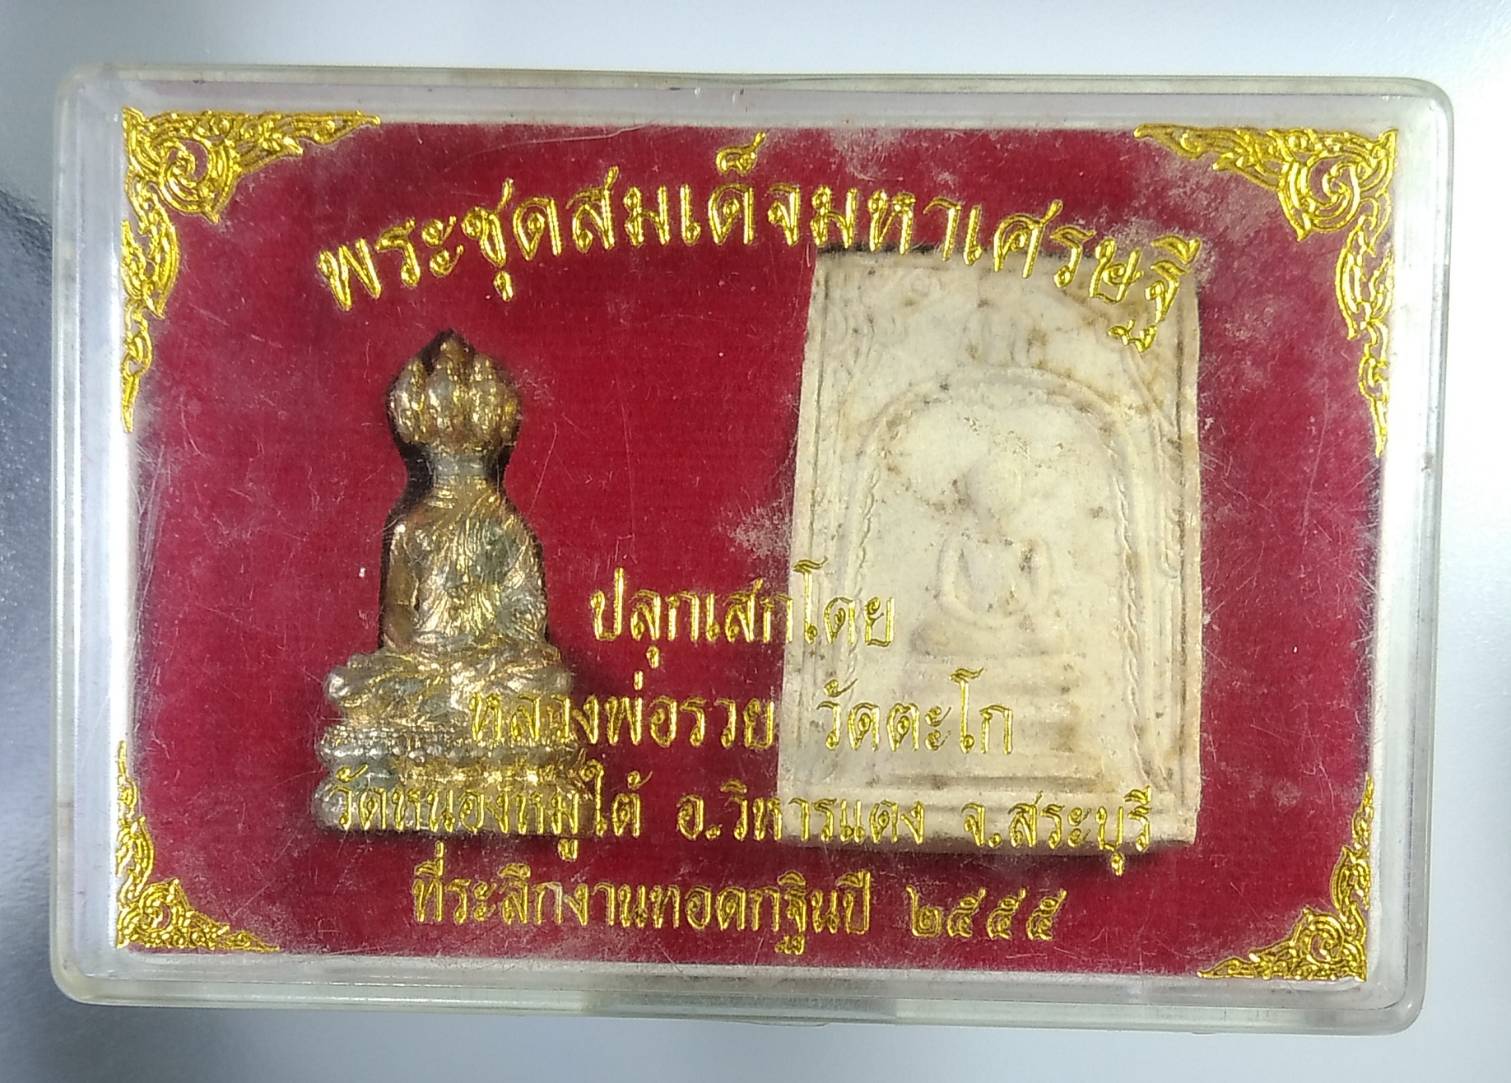 พระชุดสมเด็จมหาเศรษฐี
ปลุกเสกโดย
หลวงพ่อรวย วัดตะโก
วัดหนองหมูใต้ อ.วิหารแดง จ.สระบุรี
ที่ระลึกงานทอดกฐินปี ๒๕๕๕